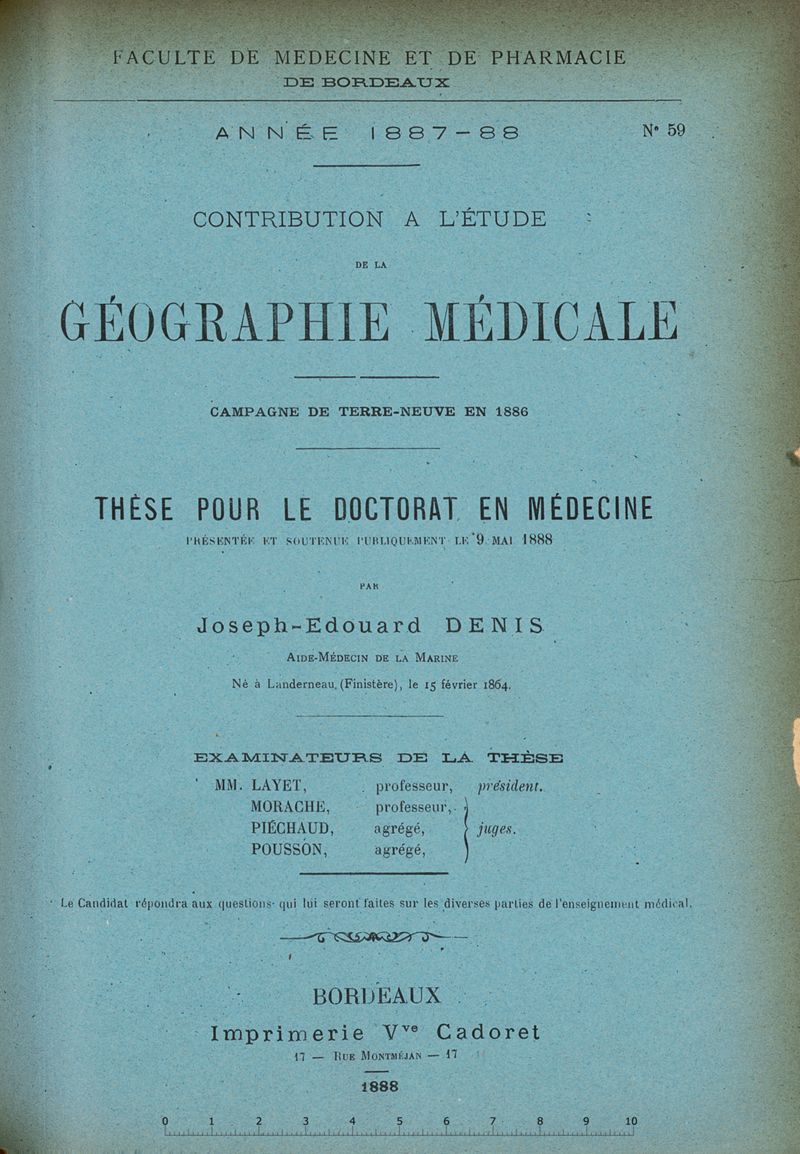 FACULTE DE MEDECINE ET DE PHARMACIE
DE BORDEAUX
ANNÉE 1887-88 N° 59
CONTRIBUTION A L'ÉTUDE
DE LA
GÉOGRAPHIE MÉDICALE
CAMPAGNE DE TERRE-NEUVE EN 1886
THÈSE POUR LE DOCTORAT EN MÉDECINE
PRÉSENTÉE ET SOUTENUE PUBLIQUEMENT LE 9 MAI 1888
PAR
Joseph-Edouard DENIS
AIDE-MÉDECIN DE LA MARINE
Né à Landerneau (Finistère), le 15 février 1864.
EXAMINATEURS DE LA THÈSE
MM. LAYET, professeur, président.
MORACHE, professeur,
PIÉCHAUD, agrégé, juges.
POUSSON, agrégé,
Le Candidat répondra aux questions qui lui seront faites sur les diverses parties de l'enseignement médical.
BORDEAUX
Imprimerie Vve Cadoret
17 — RUE MONTMÉJAN — 17
1888
0 1 2 3 4 5 6 7 8 9 10